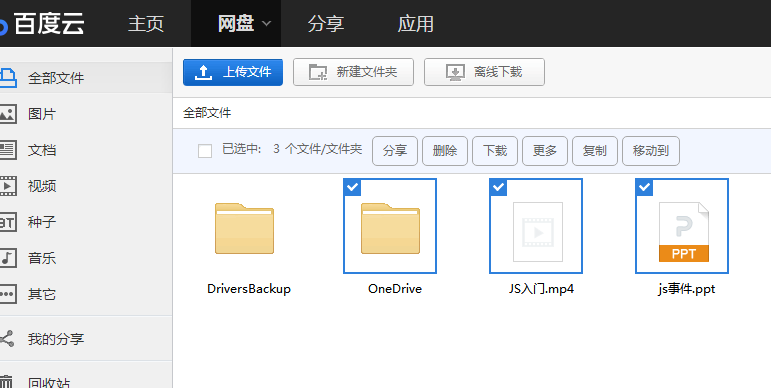 百度云 主页 网盘 分享 应用
全部文件
图片
文档
视频
BT 种子
音乐
其它
我的分享
回收站
上传文件 新建文件夹 离线下载
全部文件
已选中: 3 个文件/文件夹 分享 删除 下载 更多 复制 移动到
P
PPT
DriversBackup OneDrive JS入门.mp4 js事件.ppt